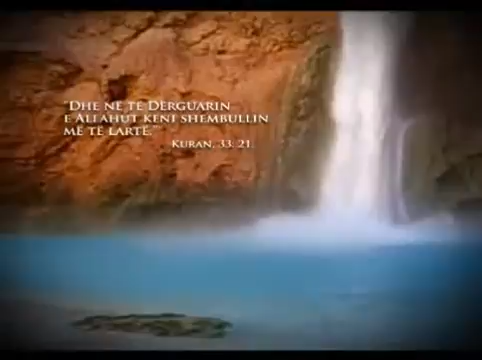 "Dhe në të Dërguarin
e Allahut keni shembullin
më të lartë."
Kuran, 33: 21.